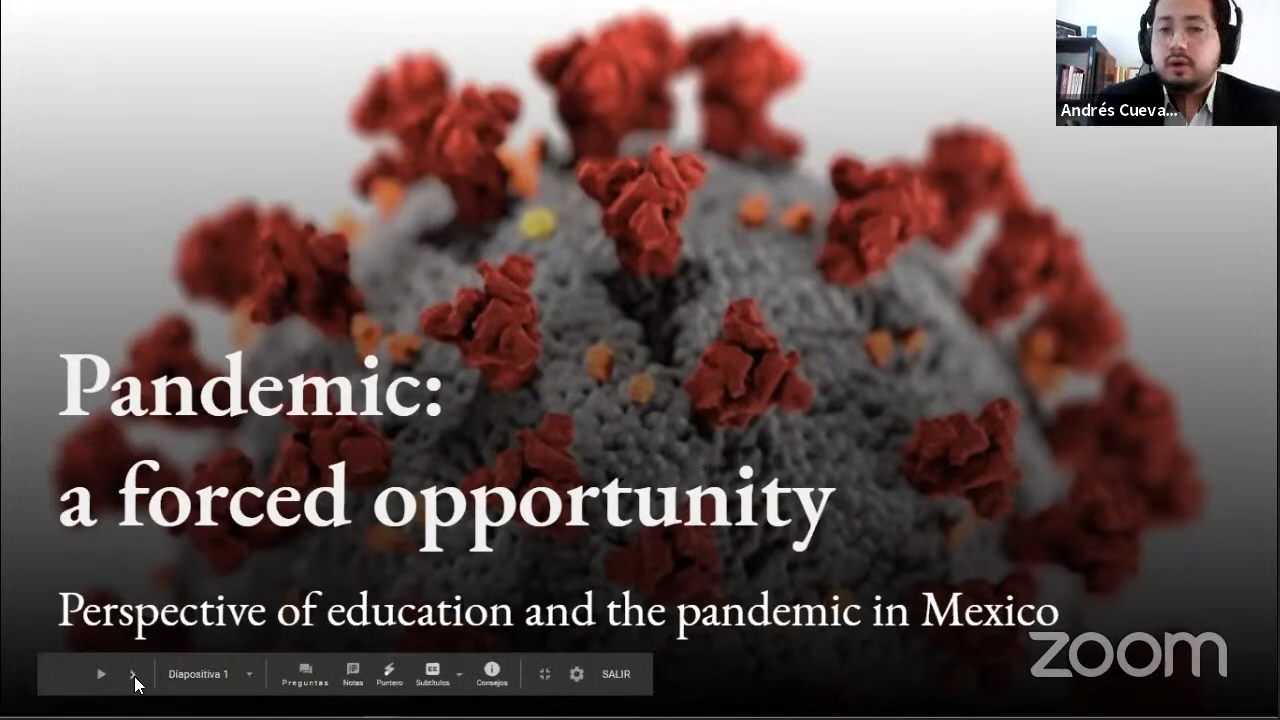 Andrés Cueva...
Pandemic:
a forced opportunity
Perspective of education and the pandemic in Mexico
zoom
Diapositiva 1
Preguntas
Notas
Puntero
CC
Subtítulos
Consejos
SALIR